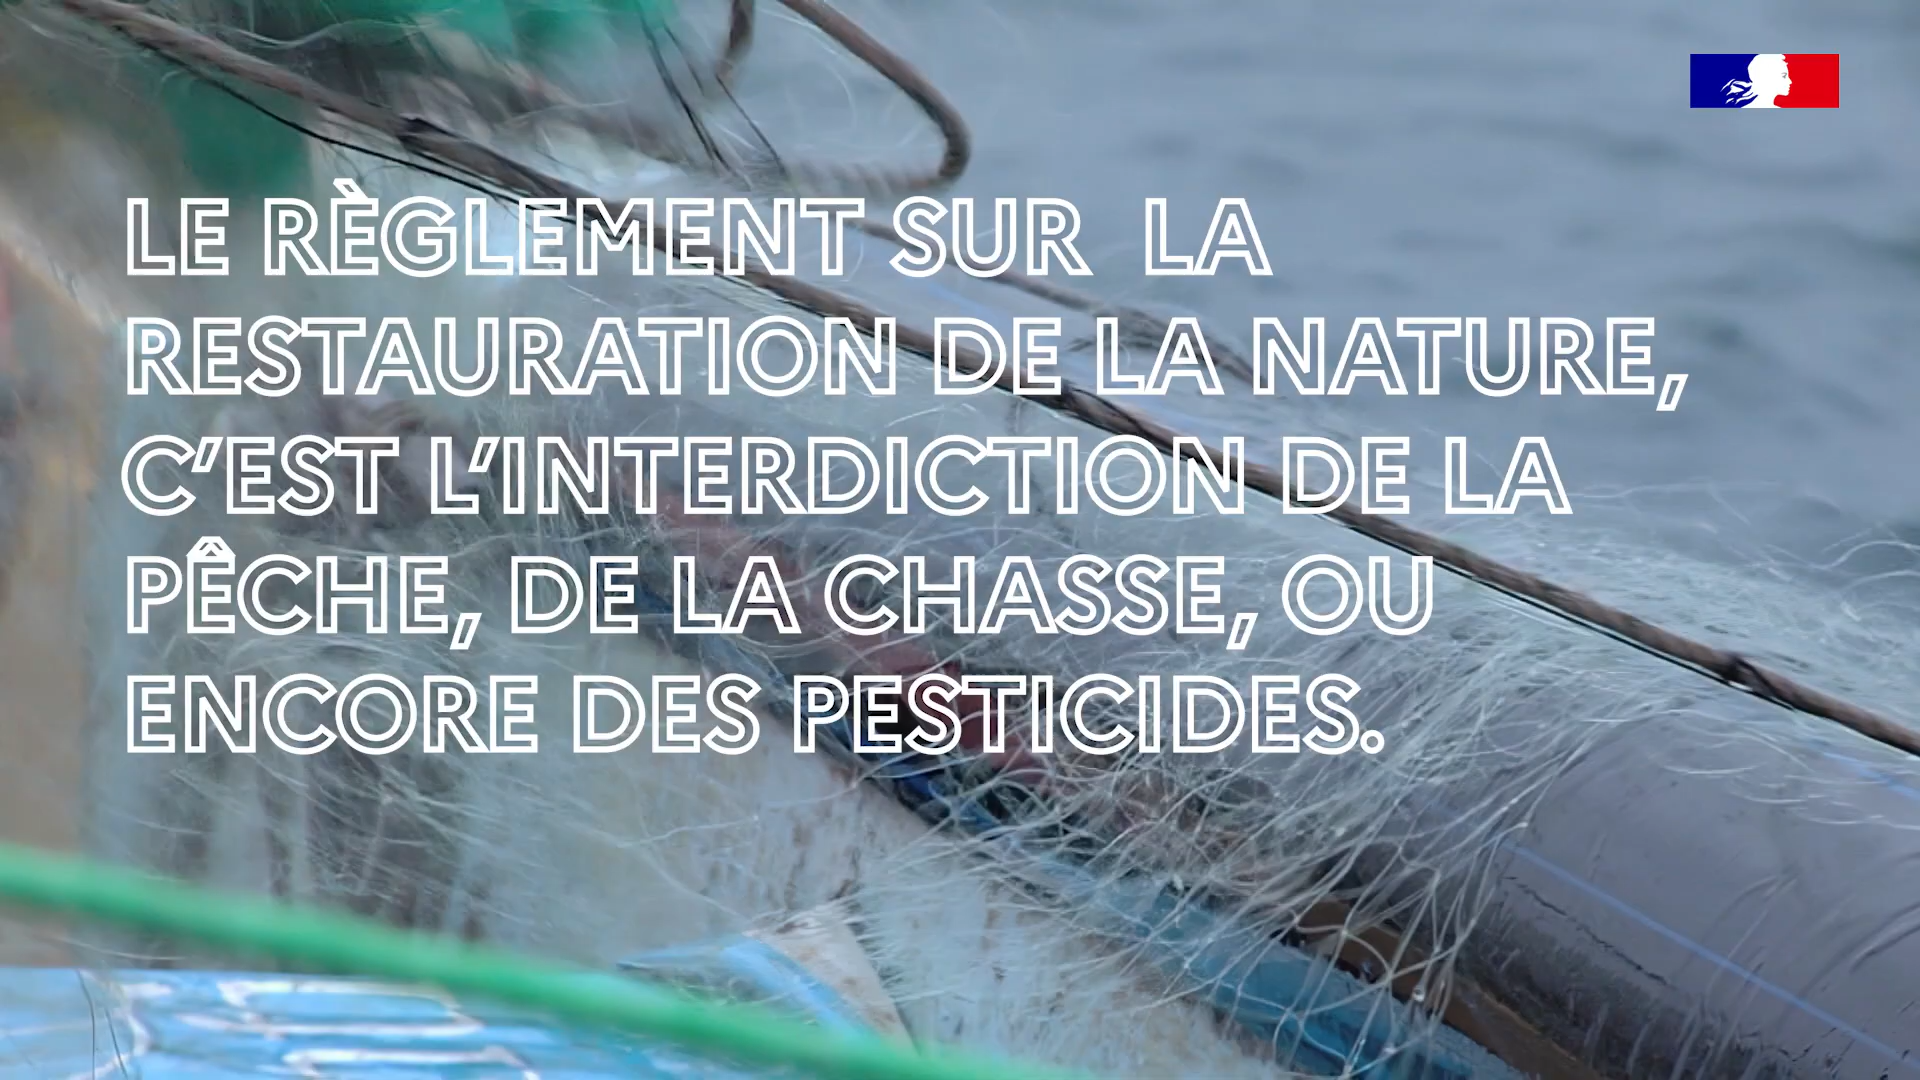 LE RÈGLEMENT SUR LA
RESTAURATION DE LA NATURE,
C'EST L'INTERDICTION DE LA
PÊCHE, DE LA CHASSE, OU
ENCORE DES PESTICIDES.